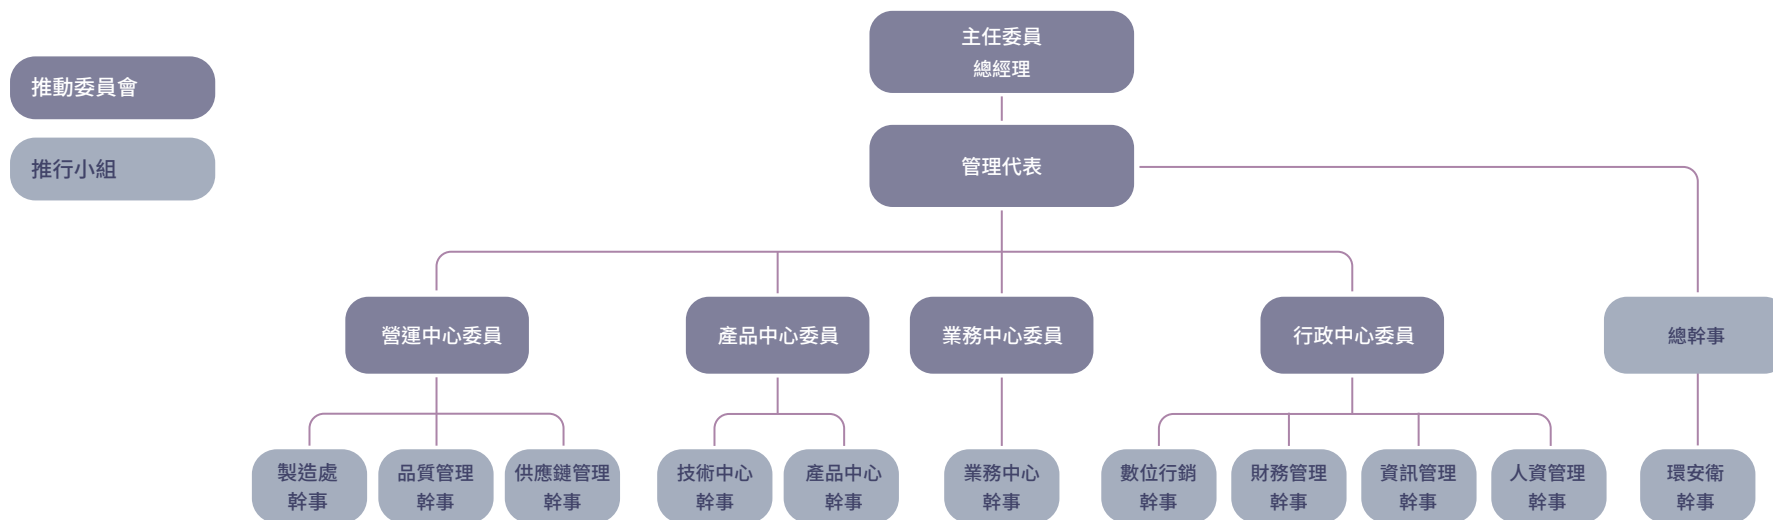 主任委員
總經理
推動委員會
管理代表
推行小組
營運中心委員
產品中心委員
業務中心委員
行政中心委員
總幹事
製造處
幹事
品質管理
幹事
供應鏈管理
幹事
技術中心
幹事
產品中心
幹事
業務中心
幹事
數位行銷
幹事
財務管理
幹事
資訊管理
幹事
人資管理
幹事
環安衛
幹事